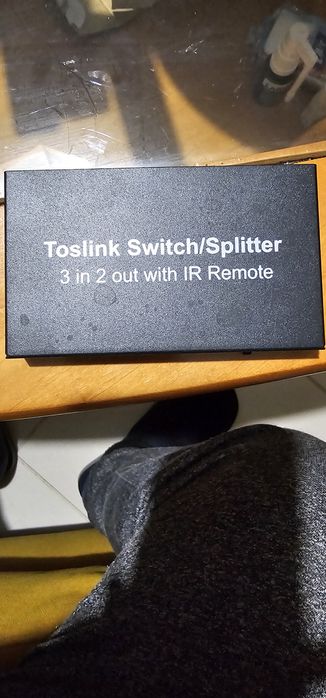 Toslink Switch/Splitter
3 in 2 out with IR Remote